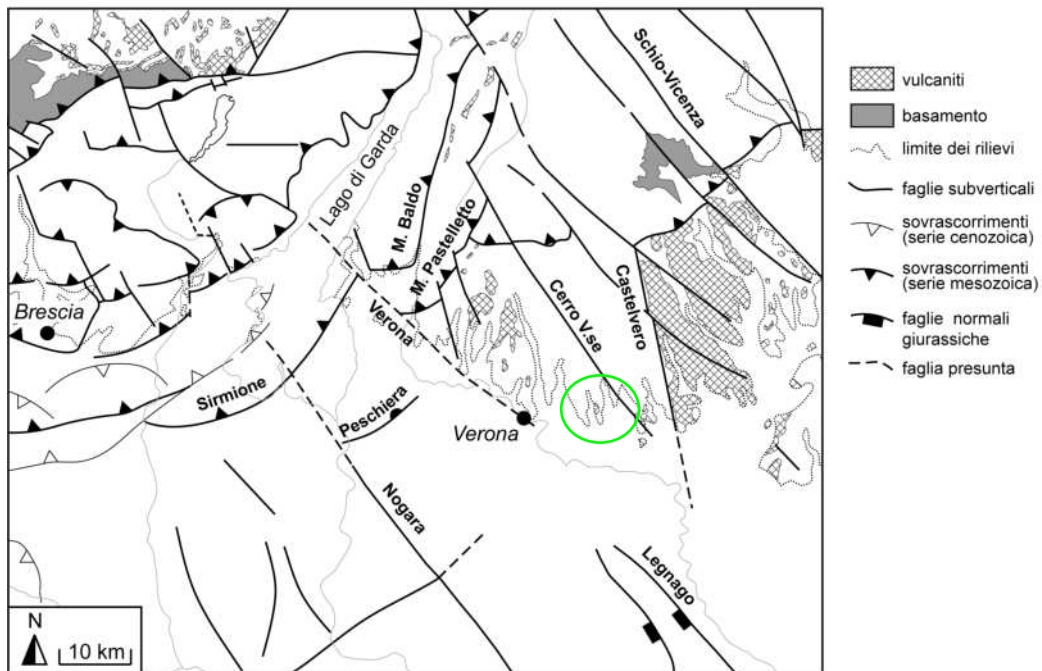 Schio-Vicenza
Lago di Garda
M. Baldo
M. Pastelletto
Verona
Cerro V.se
Castelvero
Brescia
Sirmione
Peschiera
Verona
Nogara
Legnago
N
10 km
vulcaniti
basamento
limite dei rilievi
faglie subverticali
sovrascorrimenti
(serie cenozoica)
sovrascorrimenti
(serie mesozoica)
faglie normali
giurassiche
faglia presunta